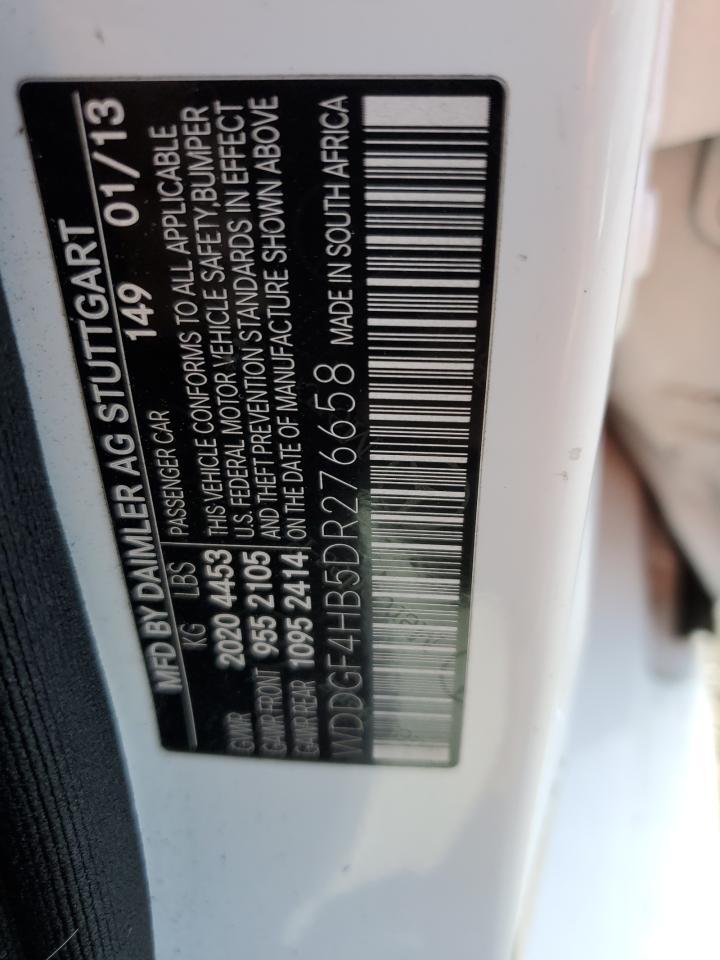 MFD BY DAIMLER AG STUTTGART
149 01/13
KG LBS PASSENGER CAR
GVWR 2020 4453 THIS VEHICLE CONFORMS TO ALL APPLICABLE
U.S. FEDERAL MOTOR VEHICLE SAFETY,BUMPER
GAWR FRONT 955 2105 AND THEFT PREVENTION STANDARDS IN EFFECT
GAWR REAR 1095 2414 ON THE DATE OF MANUFACTURE SHOWN ABOVE
WDDGF4HB5DR276658 MADE IN SOUTH AFRICA